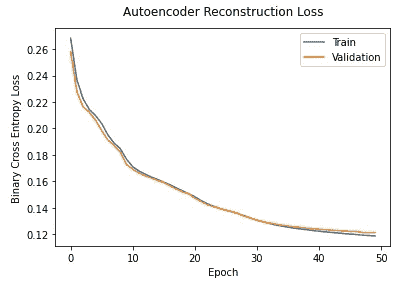 Autoencoder Reconstruction Loss
Train
Validation
Binary Cross Entropy Loss
0.26
0.24
0.22
0.20
0.18
0.16
0.14
0.12
0 10 20 30 40 50
Epoch